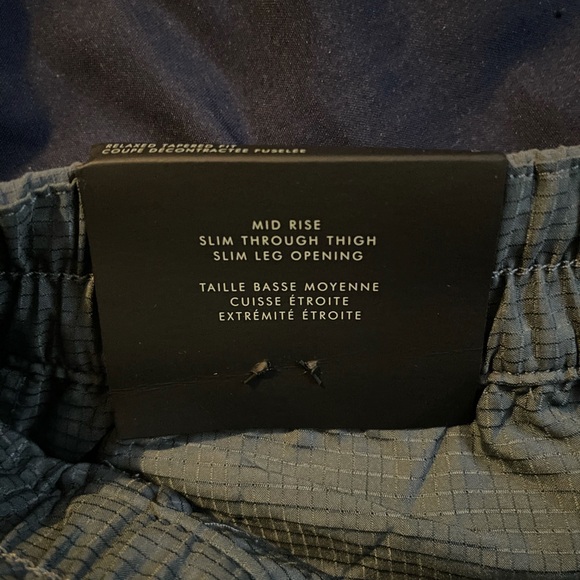 RELAXED TAPERED FIT
COUPE DÉCONTRACTÉE FUSELÉE
MID RISE
SLIM THROUGH THIGH
SLIM LEG OPENING
TAILLE BASSE MOYENNE
CUISSE ÉTROITE
EXTRÉMITÉ ÉTROITE